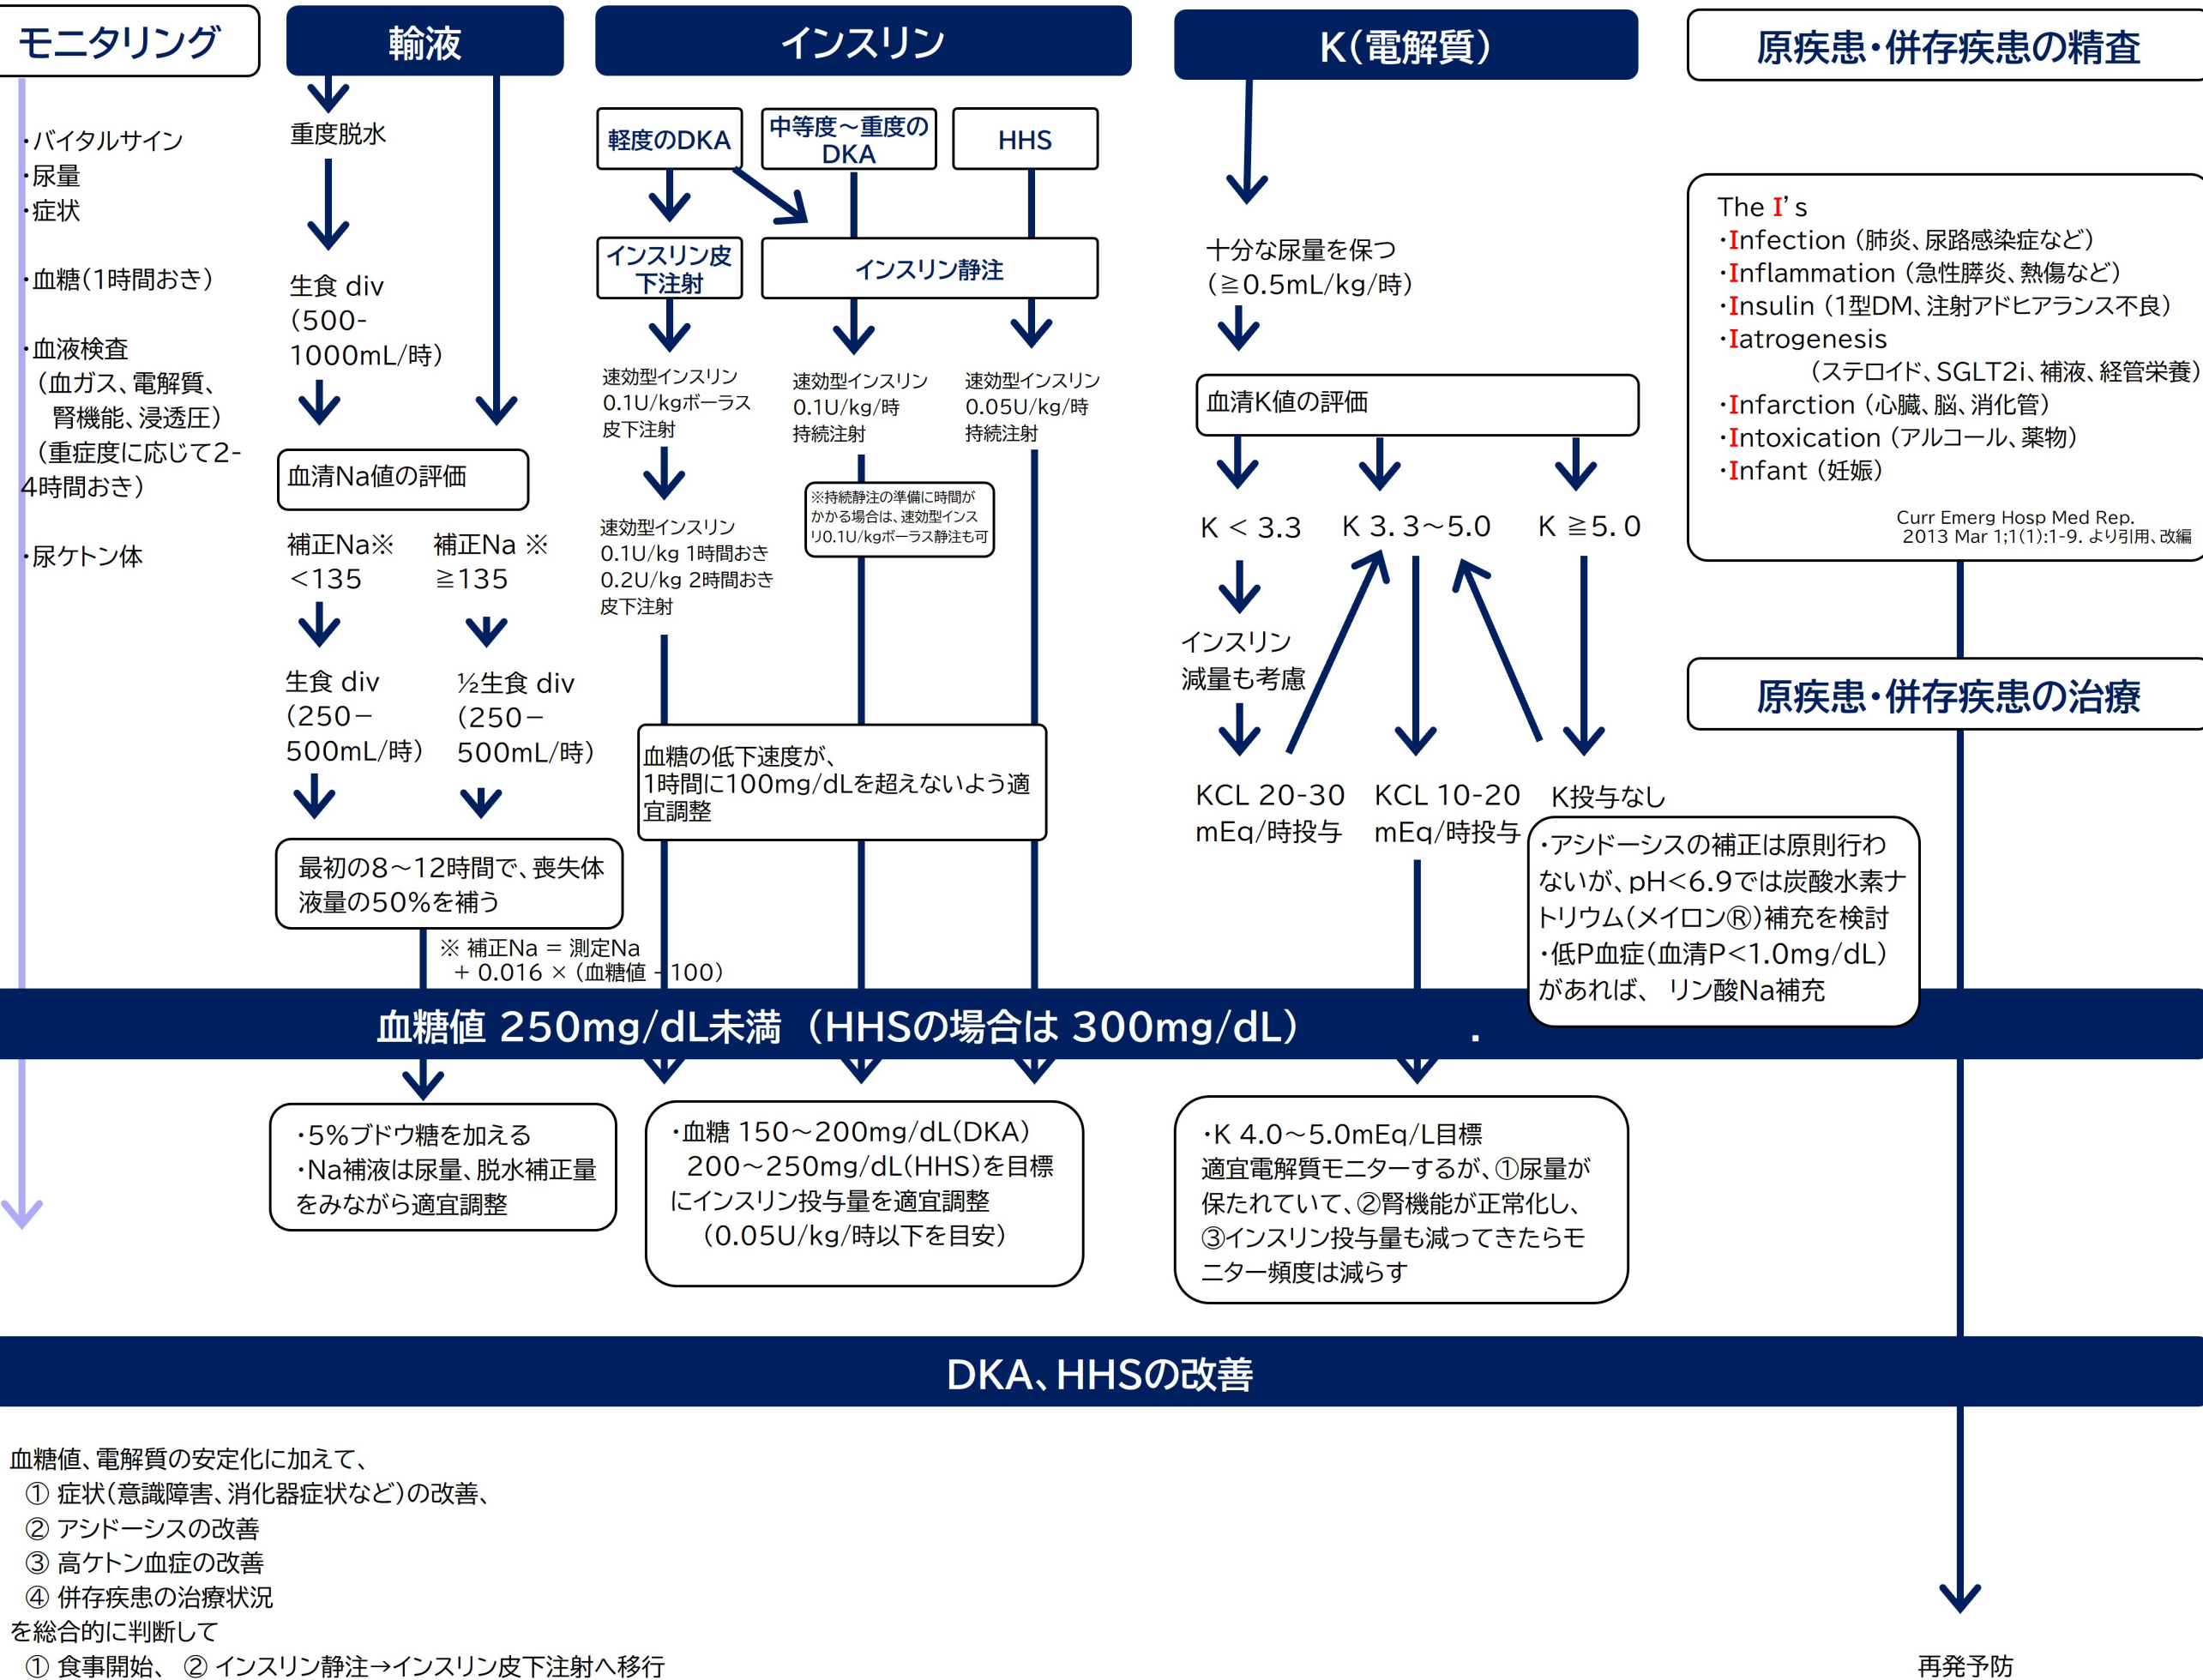 モニタリング
・バイタルサイン
・尿量
・症状
・血糖（1時間おき）
・血液検査
（血ガス、電解質、
腎機能、浸透圧）
（重症度に応じて2-
4時間おき）
・尿ケトン体
輸液
重度脱水
生食 div
（500-
1000mL/時）
血清Na値の評価
補正Na※
＜135
補正Na ※
≧135
生食 div
（250－
500mL/時）
½生食 div
（250－
500mL/時）
最初の8～12時間で、喪失体
液量の50%を補う
※ 補正Na = 測定Na
+ 0.016 × （血糖値 - 100）
インスリン
軽度のDKA
中等度～重度の
DKA
HHS
インスリン皮
下注射
インスリン静注
速効型インスリン
0.1U/kgボーラス
皮下注射
速効型インスリン
0.1U/kg/時
持続注射
速効型インスリン
0.05U/kg/時
持続注射
※持続静注の準備に時間が
かかる場合は、速効型インス
リ0.1U/kgボーラス静注も可
速効型インスリン
0.1U/kg 1時間おき
0.2U/kg 2時間おき
皮下注射
血糖の低下速度が、
1時間に100mg/dLを超えないよう適
宜調整
K（電解質）
十分な尿量を保つ
（≧0.5mL/kg/時）
血清K値の評価
K < 3.3
K 3. 3～5.0
K ≧5. 0
インスリン
減量も考慮
KCL 20-30
mEq/時投与
KCL 10-20
mEq/時投与
K投与なし
・アシドーシスの補正は原則行わ
ないが、pH<6.9では炭酸水素ナ
トリウム（メイロン®）補充を検討
・低P血症（血清P<1.0mg/dL）
があれば、 リン酸Na補充
原疾患・併存疾患の精査
The I’s
・Infection （肺炎、尿路感染症など）
・Inflammation （急性膵炎、熱傷など）
・Insulin （1型DM、注射アドヒアランス不良）
・Iatrogenesis
（ステロイド、SGLT2i、補液、経管栄養）
・Infarction （心臓、脳、消化管）
・Intoxication （アルコール、薬物）
・Infant （妊娠）
Curr Emerg Hosp Med Rep.
2013 Mar 1;1(1):1-9. より引用、改編
原疾患・併存疾患の治療
血糖値 250mg/dL未満 （HHSの場合は 300mg/dL） .
・5%ブドウ糖を加える
・Na補液は尿量、脱水補正量
をみながら適宜調整
・血糖 150～200mg/dL（DKA）
200～250mg/dL（HHS）を目標
にインスリン投与量を適宜調整
（0.05U/kg/時以下を目安）
・K 4.0～5.0mEq/L目標
適宜電解質モニターするが、①尿量が
保たれていて、②腎機能が正常化し、
③インスリン投与量も減ってきたらモ
ニター頻度は減らす
DKA、HHSの改善
血糖値、電解質の安定化に加えて、
① 症状（意識障害、消化器症状など）の改善、
② アシドーシスの改善
③ 高ケトン血症の改善
④ 併存疾患の治療状況
を総合的に判断して
① 食事開始、 ② インスリン静注→インスリン皮下注射へ移行
再発予防